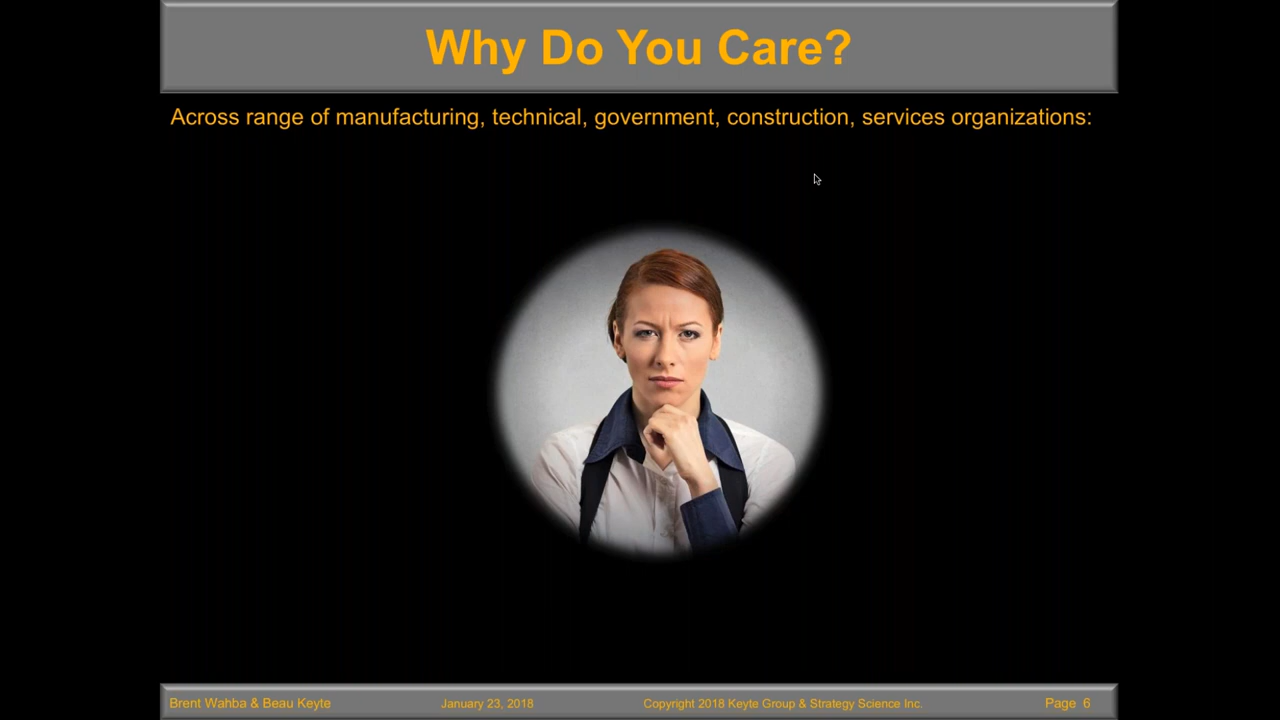 Why Do You Care?
Across range of manufacturing, technical, government, construction, services organizations:
Brent Wahba & Beau Keyte January 23, 2018 Copyright 2018 Keyte Group & Strategy Science Inc. Page 6